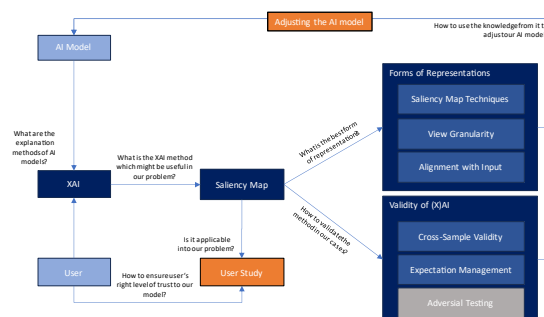 Adjusting the AI model
How to use the knowledge from it t
adjust our AI mode
AI Model
Forms of Representations
Saliency Map Techniques
View Granularity
Alignment with Input
What are the
explanation
methods of AI
models?
What is the XAI method
which might be useful in
our problem?
What is the best form
of representation?
XAI
Saliency Map
How to validate the
method in our cases?
Validity of (X)AI
Cross-Sample Validity
Expectation Management
Adversial Testing
Is it applicable
into our problem?
User
How to ensure user's
right level of trust to our
model?
User Study